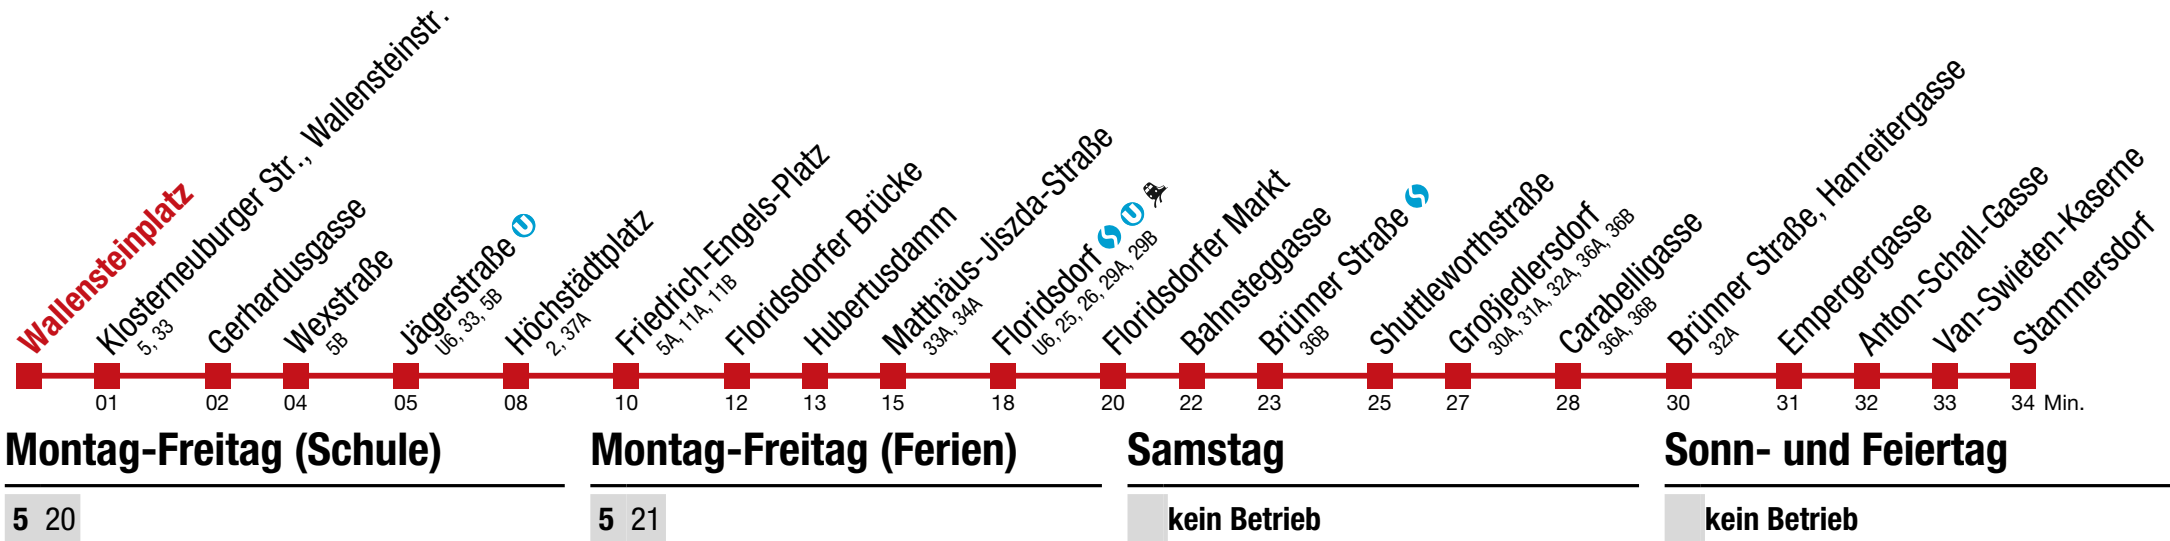 Wallensteinplatz
Klosterneuburger Str., Wallensteinstr.
5, 33
Gerhardusgasse
Wexstraße
5B
Jägerstraße U
U6, 33, 5B
Höchstädtplatz
2, 37A
Friedrich-Engels-Platz
5A, 11A, 11B
Floridsdorfer Brücke
Hubertusdamm
Matthäus-Jiszda-Straße
33A, 34A
Floridsdorf S U
U6, 25, 26, 29A, 29B
Floridsdorfer Markt
Bahnsteggasse
Brünner Straße S
36B
Shuttleworthstraße
Großjedlersdorf
30A, 31A, 32A, 36A, 36B
Carabelligasse
36A, 36B
Brünner Straße, Hanreitergasse
32A
Empergergasse
Anton-Schall-Gasse
Van-Swieten-Kaserne
Stammersdorf
01 02 04 05 08 10 12 13 15 18 20 22 23 25 27 28 30 31 32 33 34 Min.
Montag-Freitag (Schule) Montag-Freitag (Ferien) Samstag Sonn- und Feiertag
5 20 5 21 kein Betrieb kein Betrieb